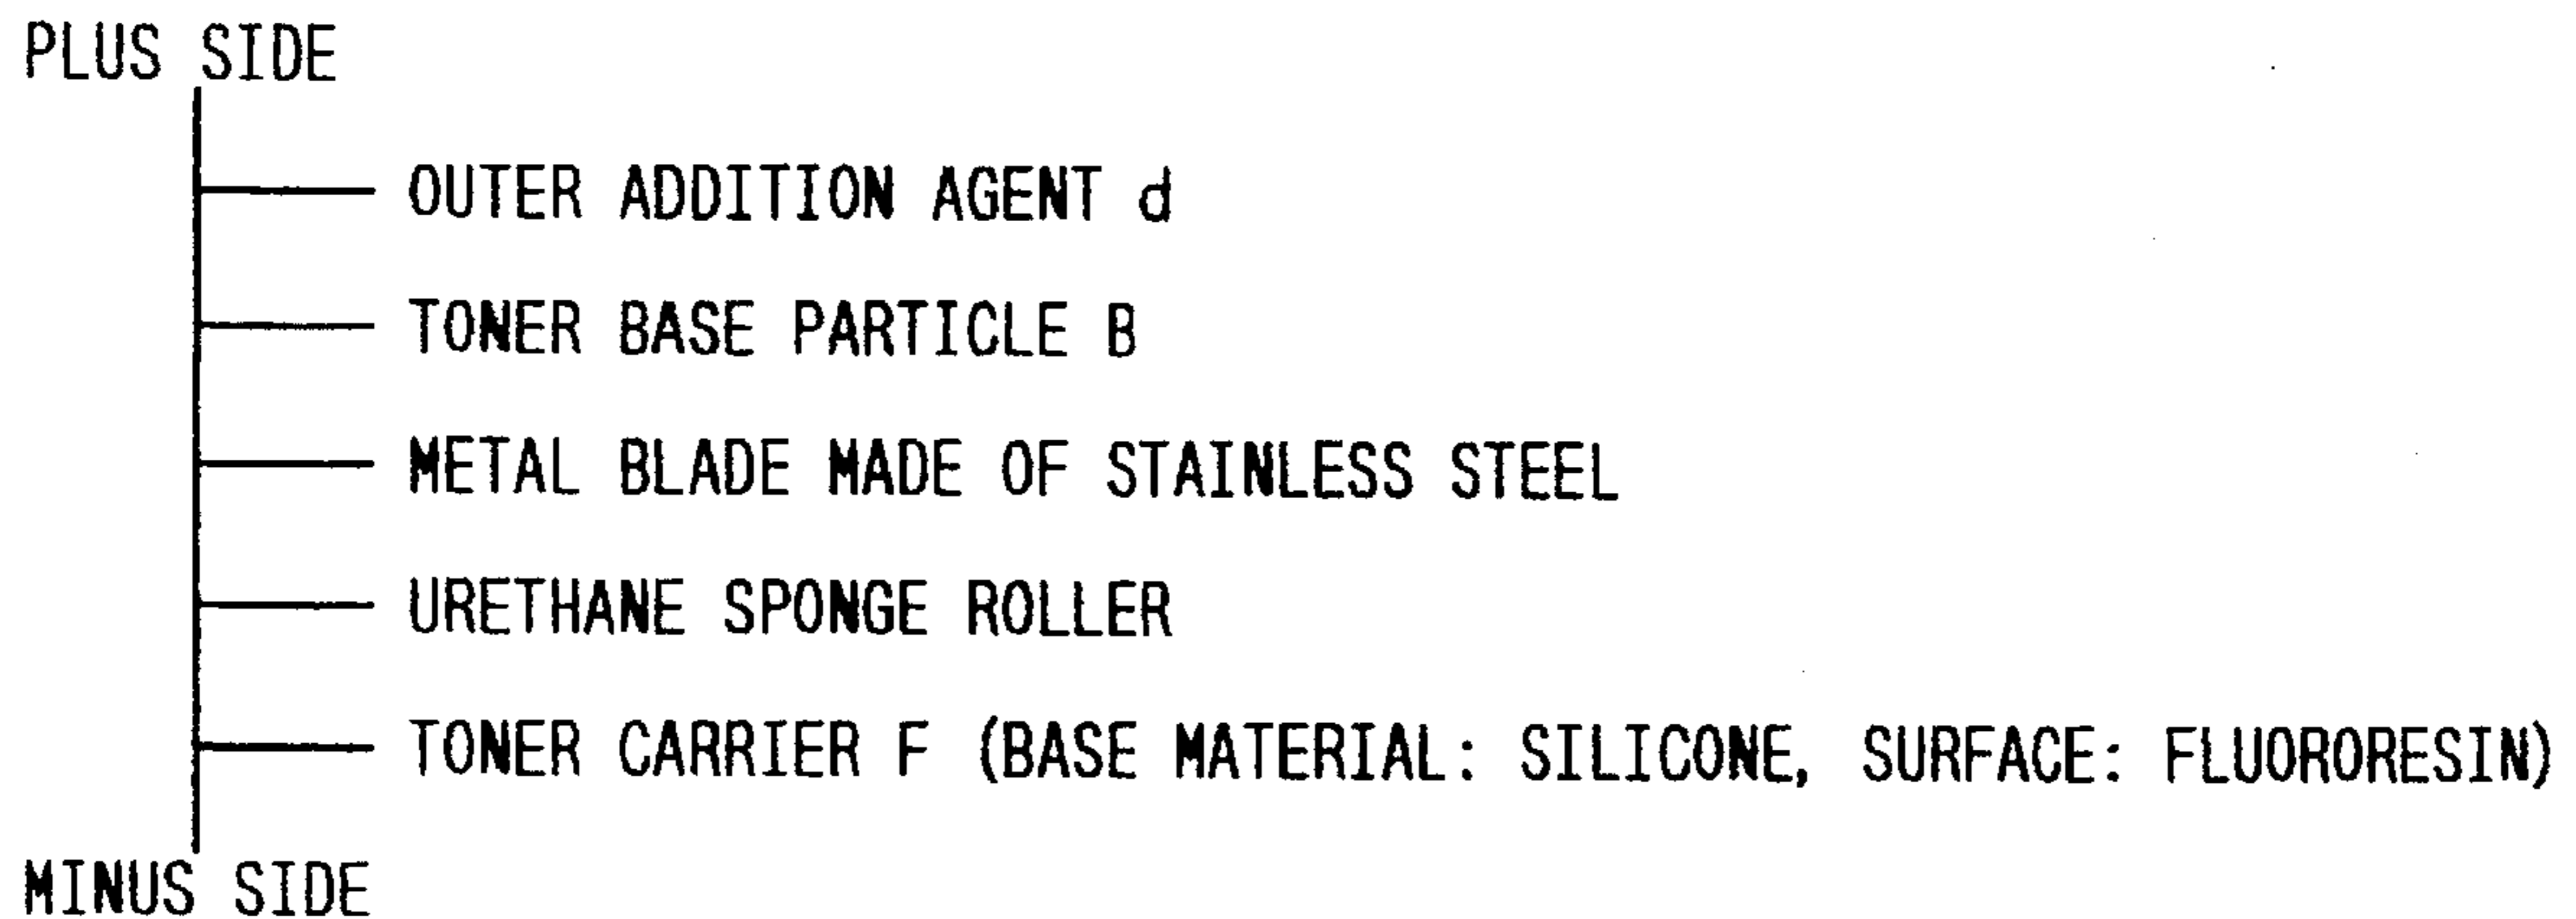 PLUS SIDE
OUTER ADDITION AGENT d
TONER BASE PARTICLE B
METAL BLADE MADE OF STAINLESS STEEL
URETHANE SPONGE ROLLER
TONER CARRIER F (BASE MATERIAL: SILICONE, SURFACE: FLUORORESIN)
MINUS SIDE